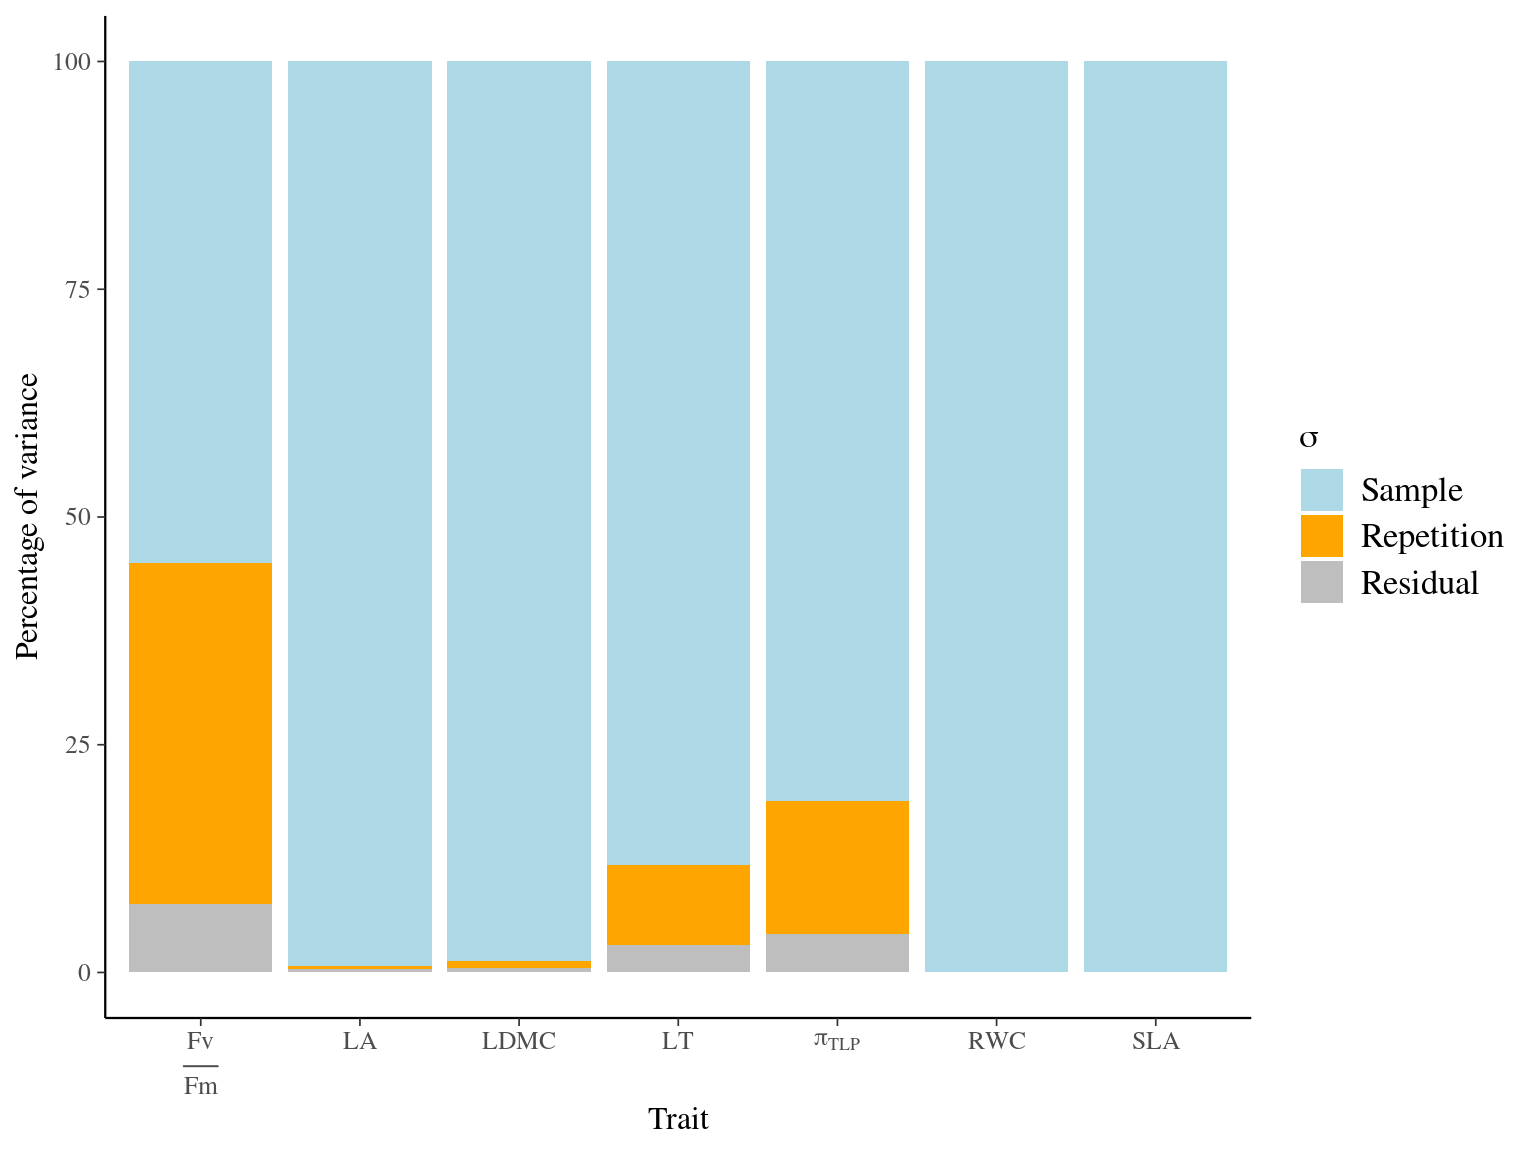 100
75
50
25
0
Percentage of variance
Fv
Fm
LA
LDMC
LT
πTLP
RWC
SLA
Trait
σ
Sample
Repetition
Residual